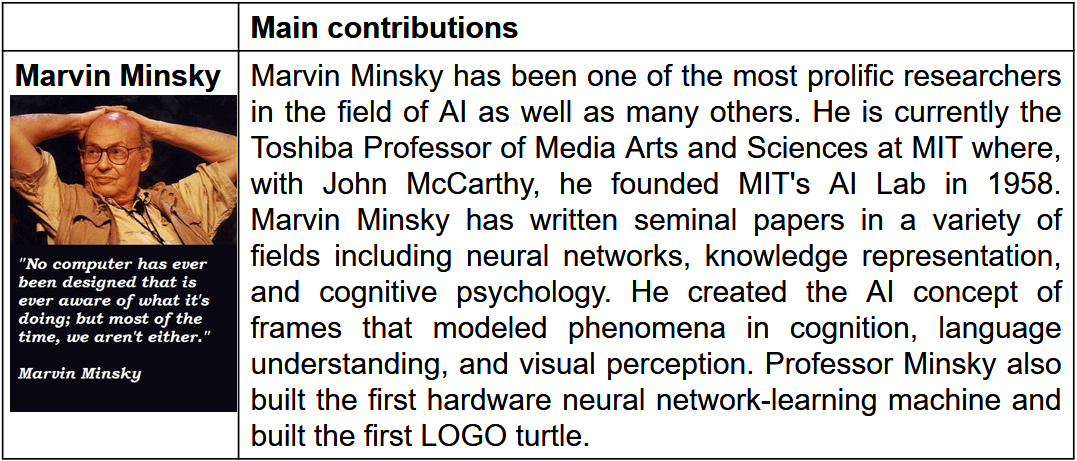 Main contributions
Marvin Minsky
"No computer has ever
been designed that is
ever aware of what it's
doing; but most of the
time, we aren't either."
Marvin Minsky
Marvin Minsky has been one of the most prolific researchers
in the field of AI as well as many others. He is currently the
Toshiba Professor of Media Arts and Sciences at MIT where,
with John McCarthy, he founded MIT's AI Lab in 1958.
Marvin Minsky has written seminal papers in a variety of
fields including neural networks, knowledge representation,
and cognitive psychology. He created the AI concept of
frames that modeled phenomena in cognition, language
understanding, and visual perception. Professor Minsky also
built the first hardware neural network-learning machine and
built the first LOGO turtle.